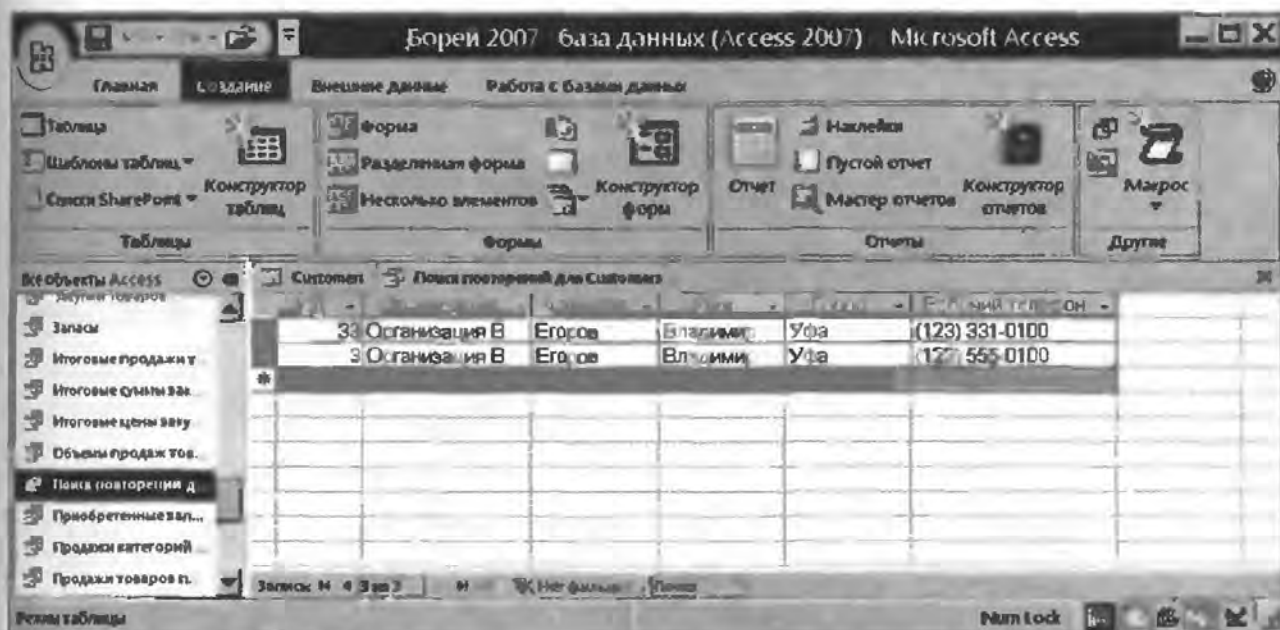 Борей 2007 база данных (Access 2007) Microsoft Access
Главная Создание Внешние данные Работа с базами данных
Таблица
Шаблоны таблиц
Списки SharePoint
Конструктор таблиц
Таблицы
Форма
Разделенная форма
Несколько элементов
Конструктор форм
Формы
Отчет
Наклейки
Пустой отчет
Мастер отчетов
Конструктор отчетов
Отчеты
Макрос
Другие
Все объекты Access
Customers Поиск повторений для Customers
Запасы
Итоговые продажи т
Итоговые суммы зак
Итоговые цены заку
Объемы продаж тов.
Поиск повторений д
Приобретенные зап...
Продажи категорий
Продажи товаров п.
33 Организация В Егоров Владимир Уфа (123) 331-0100
3 Организация В Егоров Владимир Уфа 555-0100
Записи: 3 из 3 Нет фильтра Поиск
Режим таблицы Num Lock